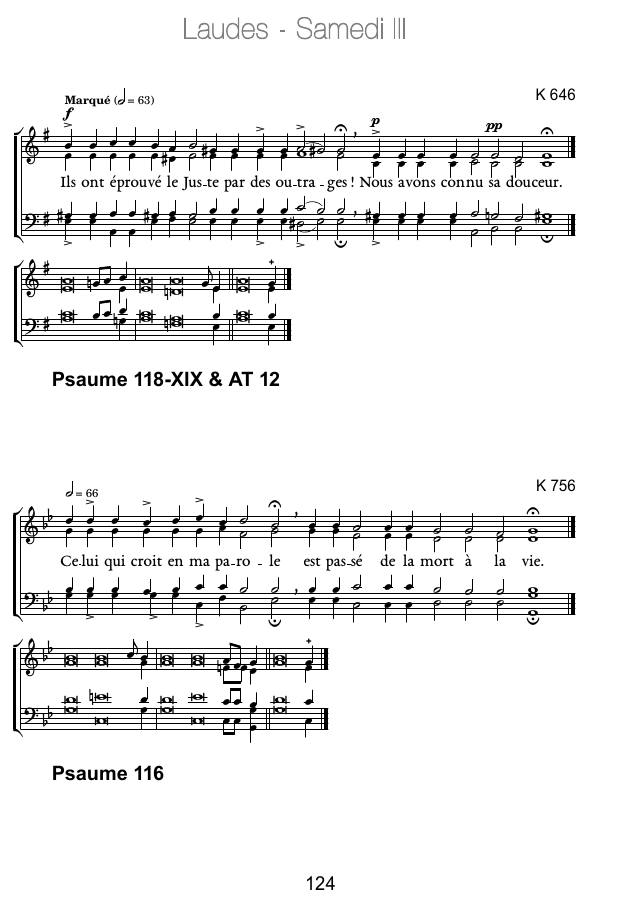 Laudes - Samedi III
Marqué (𝅗𝅥 = 63)
K 646
f
p
pp
Ils ont éprouvé le Jus-te par des ou-tra-ges ! Nous avons connu sa douceur.
Psaume 118-XIX & AT 12
𝅗𝅥 = 66
K 756
Ce-lui qui croit en ma pa-ro-le est pas-sé de la mort à la vie.
Psaume 116
124